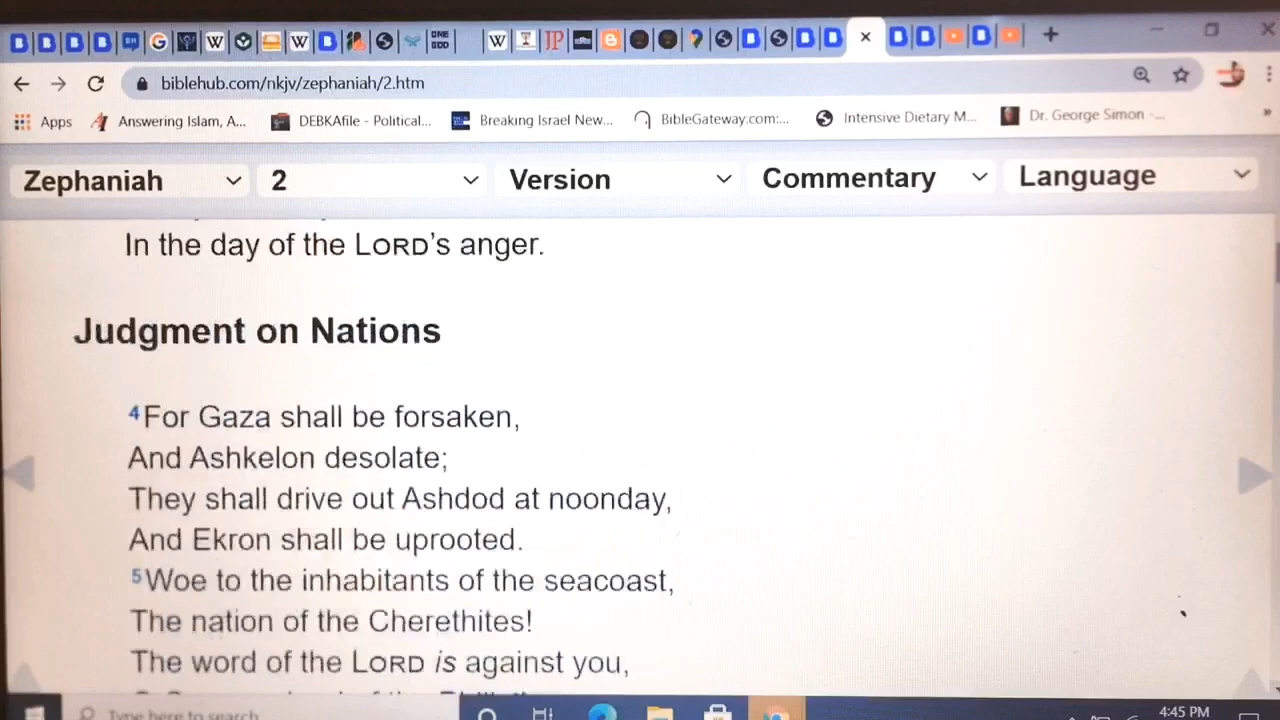 BH
G
W
W
ONE
ODD
W
JP
biblehub.com/nkjv/zephaniah/2.htm
Apps
Answering Islam, A...
DEBKAfile - Political...
Breaking Israel New...
BibleGateway.com:...
Intensive Dietary M...
Dr. George Simon -...
»
Zephaniah
2
Version
Commentary
Language
In the day of the LORD’s anger.
Judgment on Nations
4For Gaza shall be forsaken,
And Ashkelon desolate;
They shall drive out Ashdod at noonday,
And Ekron shall be uprooted.
5Woe to the inhabitants of the seacoast,
The nation of the Cherethites!
The word of the LORD is against you,
Type here to search
4:45 PM